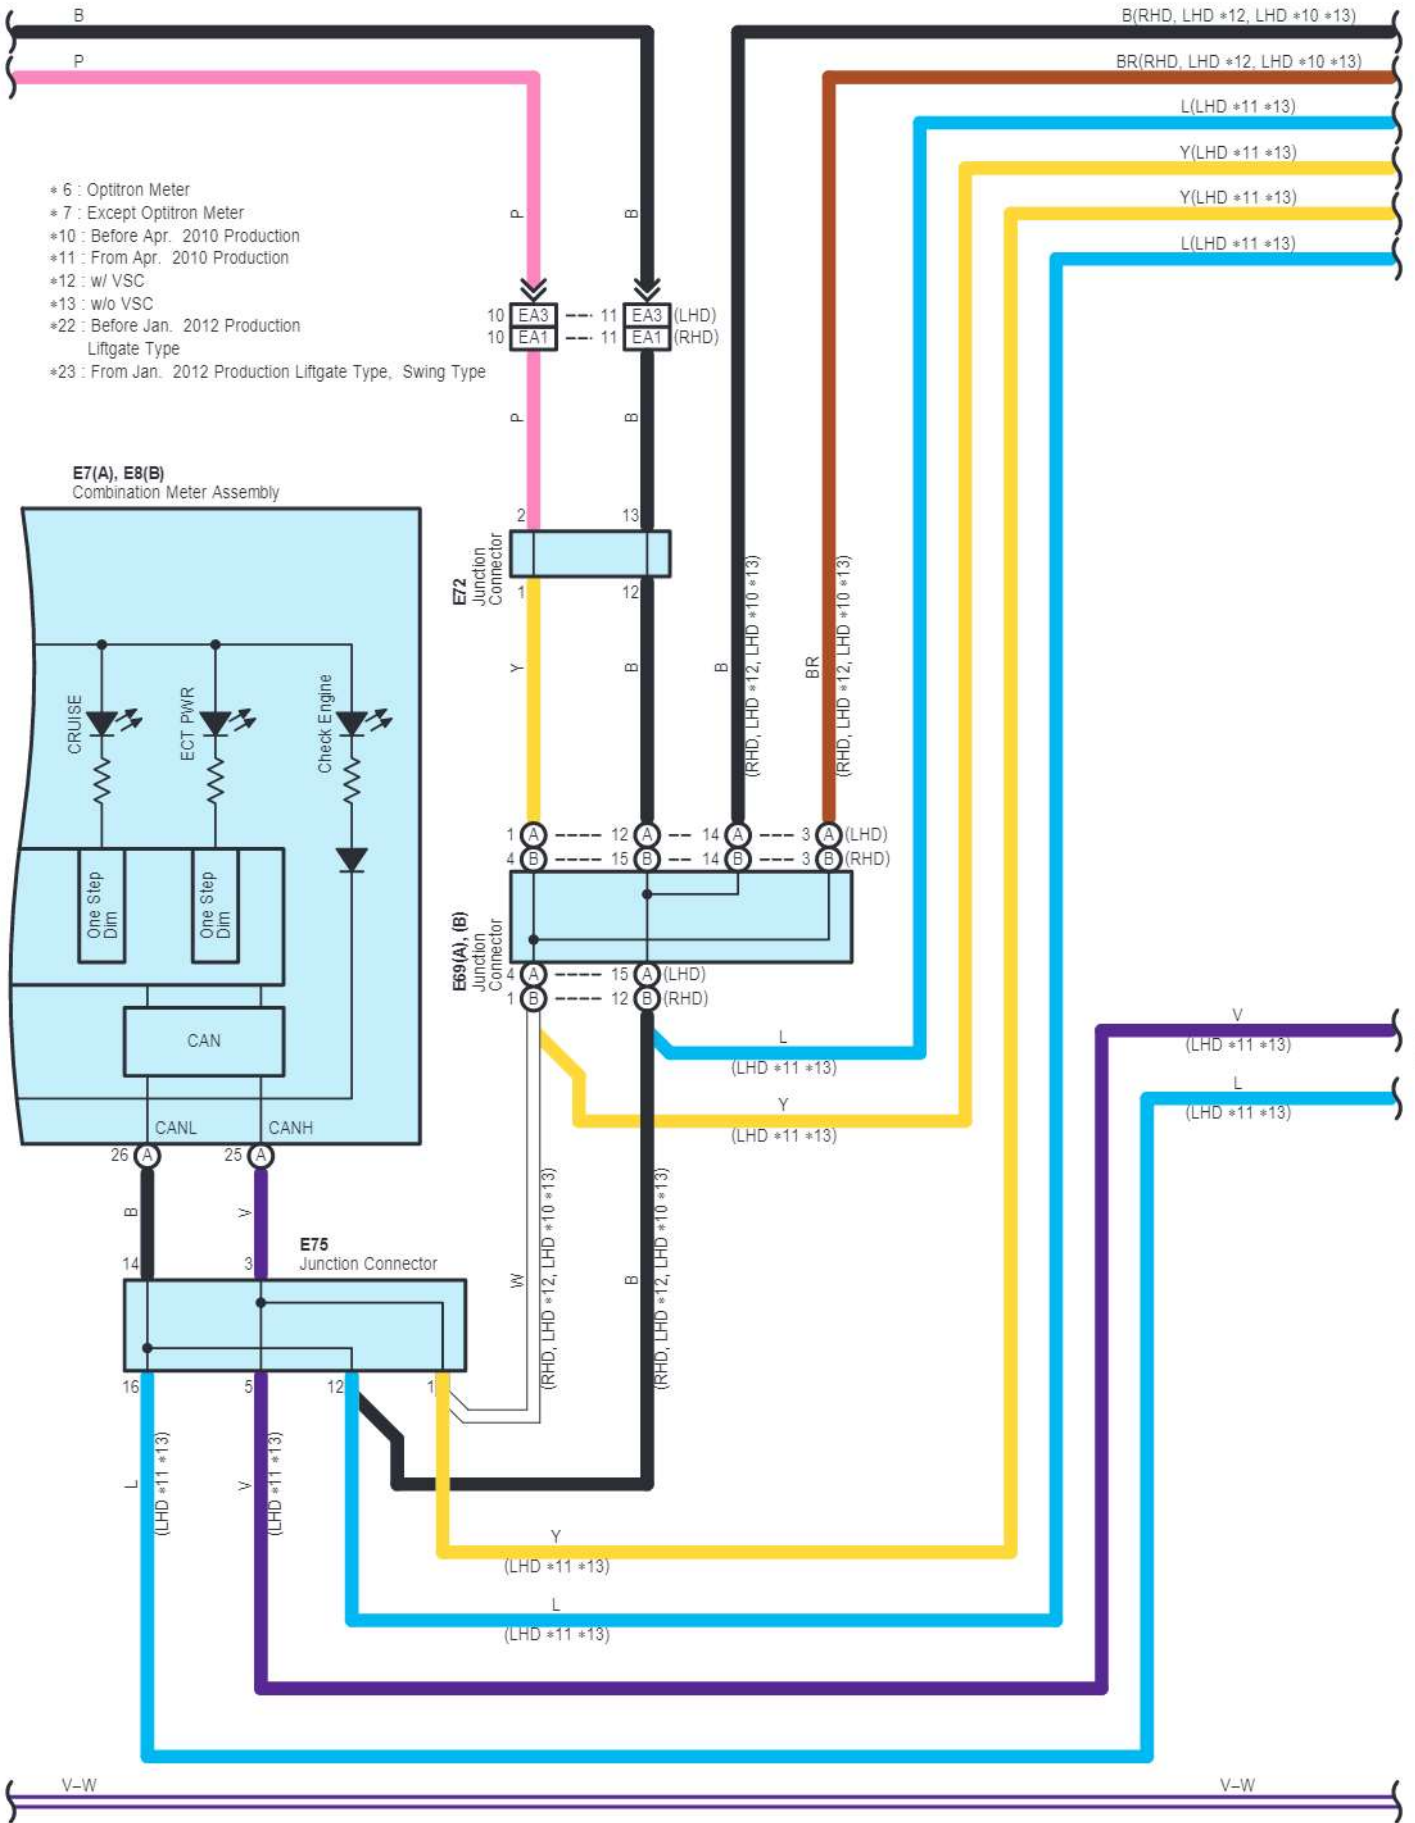 B
B(RHD, LHD *12, LHD *10 *13)
P
BR(RHD, LHD *12, LHD *10 *13)
L(LHD *11 *13)
Y(LHD *11 *13)
Y(LHD *11 *13)
L(LHD *11 *13)
* 6 : Optitron Meter
* 7 : Except Optitron Meter
*10 : Before Apr. 2010 Production
*11 : From Apr. 2010 Production
*12 : w/ VSC
*13 : w/o VSC
*22 : Before Jan. 2012 Production
Liftgate Type
*23 : From Jan. 2012 Production Liftgate Type, Swing Type
P
B
10 EA3 11 EA3 (LHD)
10 EA1 11 EA1 (RHD)
P
B
E7(A), E8(B)
Combination Meter Assembly
2
13
E72
Junction
Connector
1
12
Y
B
B
(RHD, LHD *12, LHD *10 *13)
BR
(RHD, LHD *12, LHD *10 *13)
CRUISE
ECT PWR
Check Engine
1 A 12 A 14 A 3 A (LHD)
4 B 15 B 14 B 3 B (RHD)
One Step
Dim
One Step
Dim
E69(A), (B)
Junction
Connector
4 A 15 A (LHD)
1 B 12 B (RHD)
CAN
L
(LHD *11 *13)
V
(LHD *11 *13)
Y
(LHD *11 *13)
L
(LHD *11 *13)
CANL
CANH
26 A
25 A
B
V
E75
Junction Connector
14
3
W
(RHD, LHD *12, LHD *10 *13)
B
(RHD, LHD *12, LHD *10 *13)
16
5
12
1
L
(LHD *11 *13)
V
(LHD *11 *13)
Y
(LHD *11 *13)
L
(LHD *11 *13)
V–W
V–W